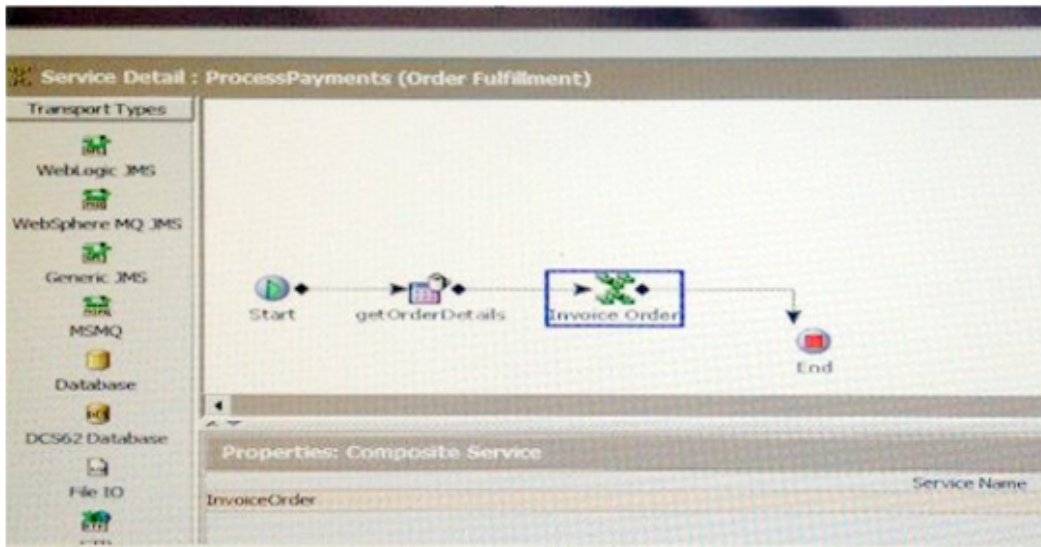 Service Detail : ProcessPayments (Order Fulfillment)
Transport Types
WebLogic JMS
WebSphere MQ JMS
Generic JMS
MSMQ
Database
DCS62 Database
File IO
Start
getOrderDetails
Invoice Order
End
Properties: Composite Service
Service Name
InvoiceOrder